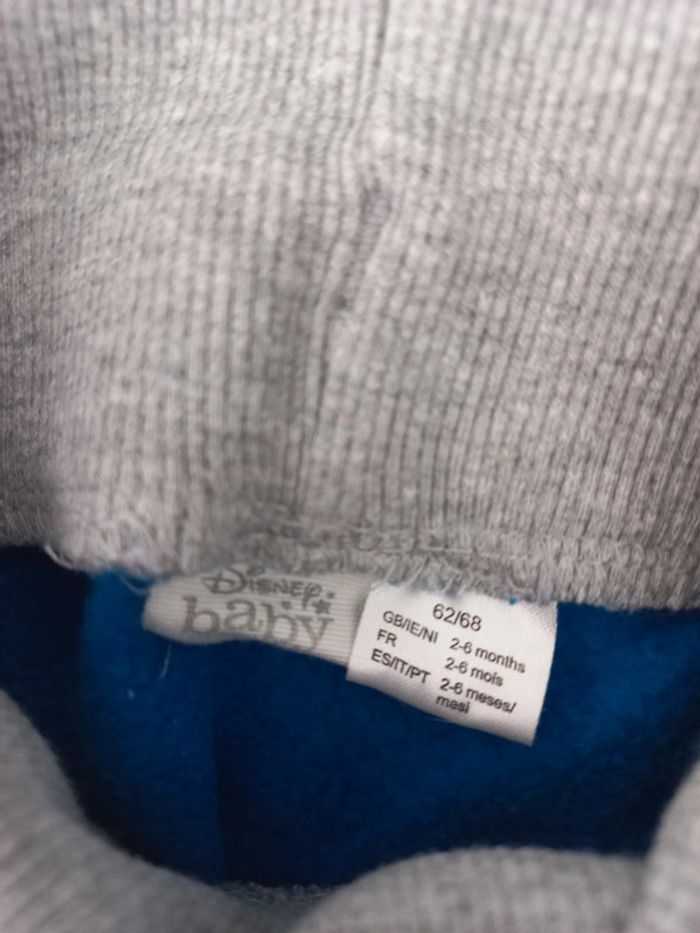 Disney
baby
62/68
GB/IE/NI 2-6 months
FR 2-6 mois
ES/IT/PT 2-6 meses/
mesi